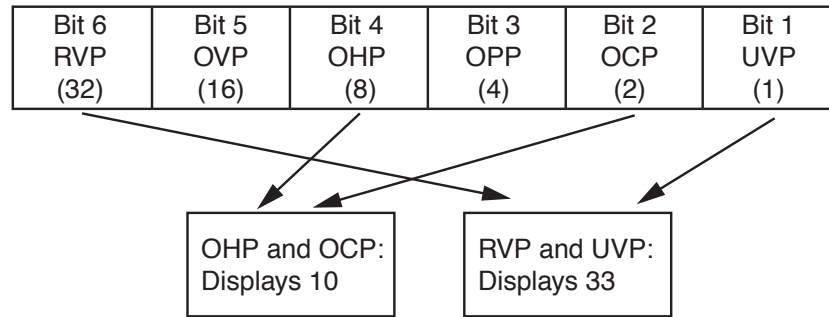 Bit 6
RVP
(32)
Bit 5
OVP
(16)
Bit 4
OHP
(8)
Bit 3
OPP
(4)
Bit 2
OCP
(2)
Bit 1
UVP
(1)
OHP and OCP:
Displays 10
RVP and UVP:
Displays 33